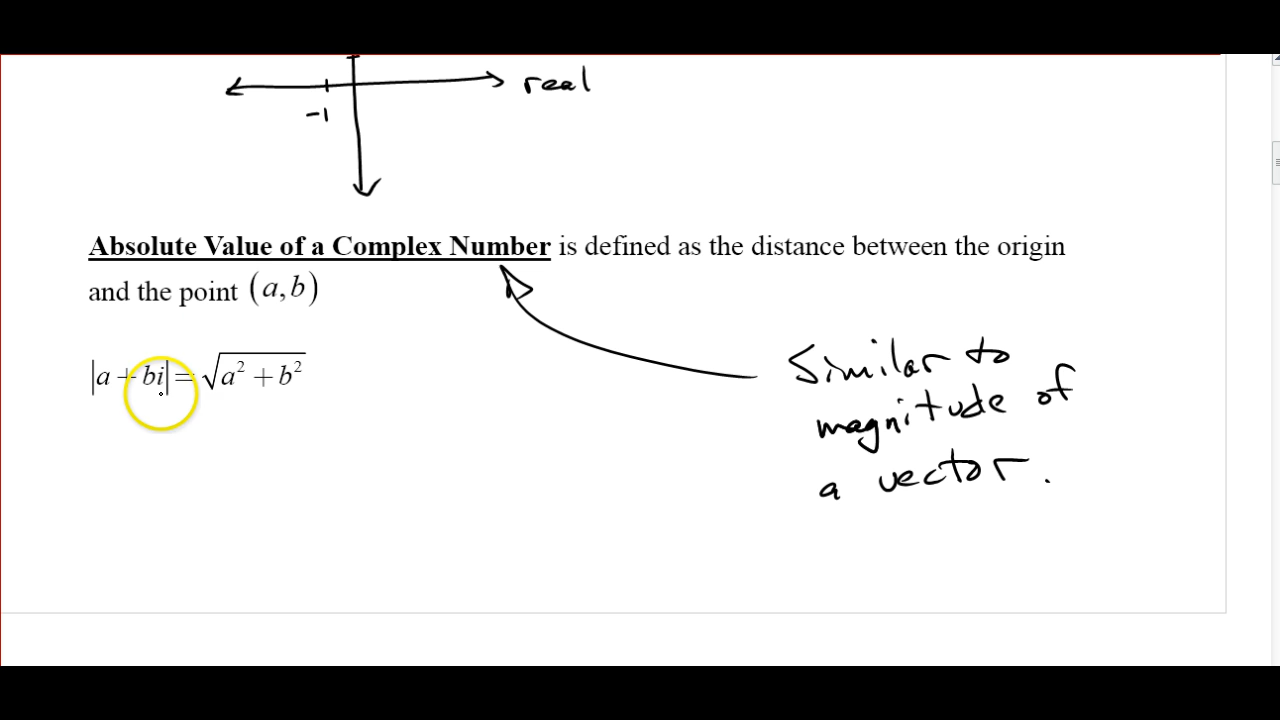 real
-1
Absolute Value of a Complex Number is defined as the distance between the origin
and the point (a,b)
|a + bi| = √a² + b²
Similar to
magnitude of
a vector.